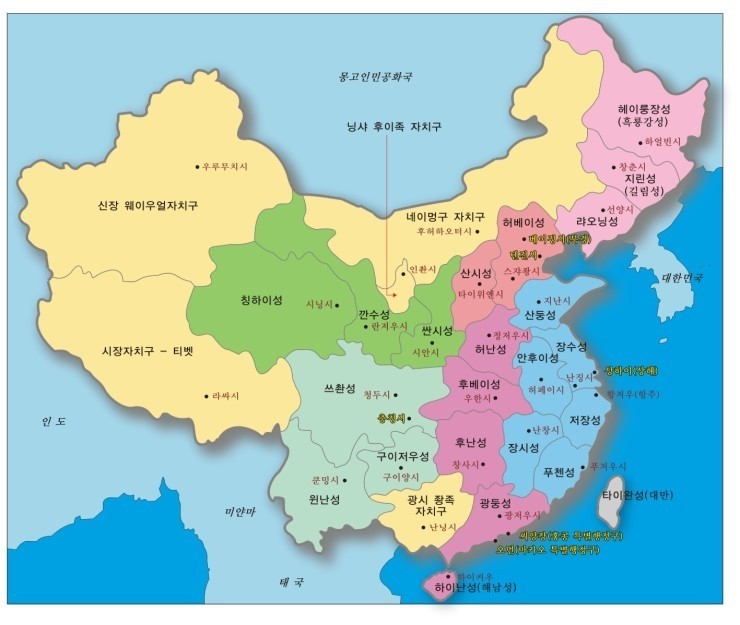 몽고인민공화국
닝샤 후이족 자치구
헤이룽장성
(흑룡강성)
하얼빈시
창춘시
지린성
(길림성)
선양시
랴오닝성
우루무치시
신장 웨이우얼자치구
네이멍구 자치구
후허하오터시
허베이성
베이징시(북경)
텐진시
스쟈좡시
인촨시
산시성
타이위앤시
대한민국
칭하이성
시닝시
깐수성
란저우시
싼시성
시안시
지난시
산둥성
정저우시
허난성
장수성
안후이성
시장자치구 - 티벳
라싸시
쓰촨성
청두시
충칭시
후베이성
우한시
허페이시
난징시
상하이(상해)
항저우(항주)
저장성
인 도
구이저우성
구이양시
후난성
창사시
난창시
장시성
푸젠성
푸저우시
쿤밍시
윈난성
광시 쫭족
자치구
난닝시
광둥성
광저우시
타이완성(대만)
미얀마
오먼(마카오 특별행정구)
태 국
하이커우
하이난성(해남성)